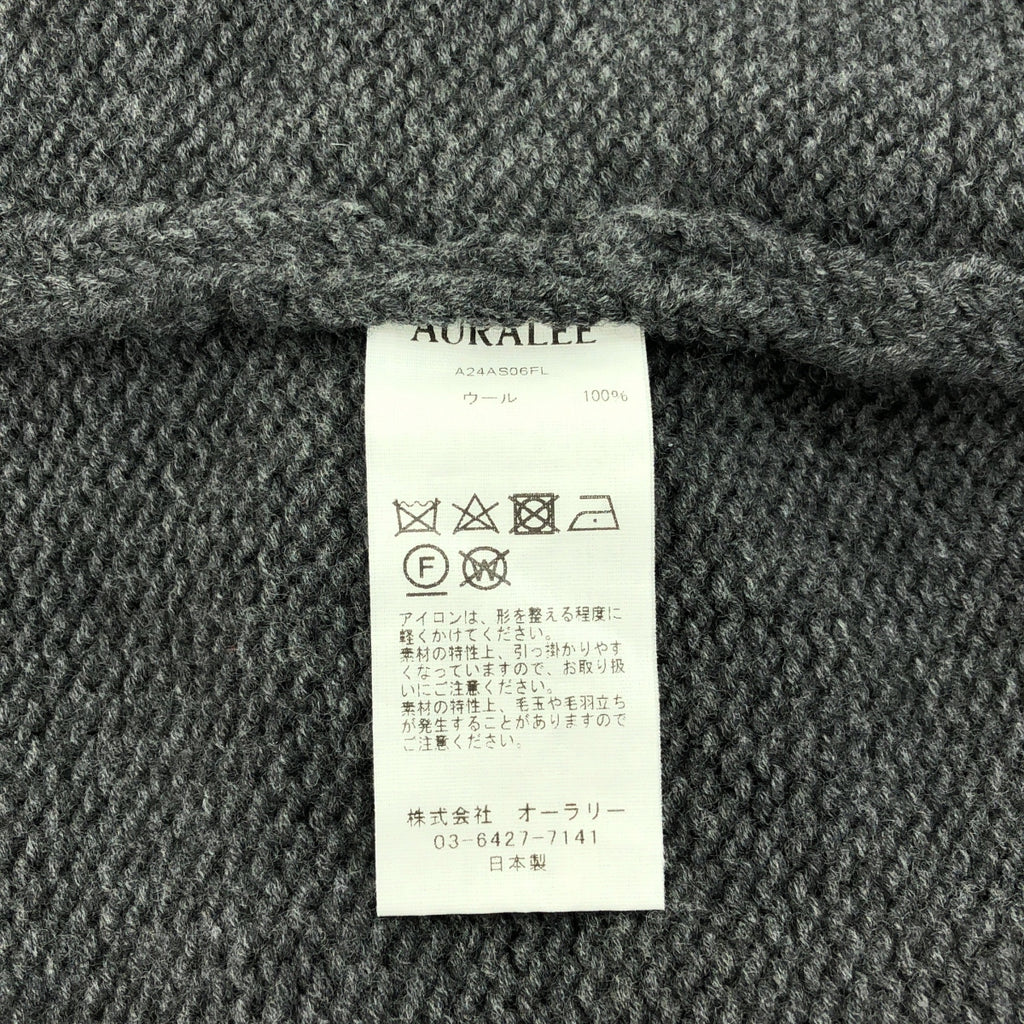 AURALEE
A24AS06FL
ウール 100%
F
W
アイロンは、形を整える程度に
軽くかけてください。
素材の特性上、引っ掛かりやす
くなっていますので、お取り扱
いにご注意ください。
素材の特性上、毛玉や毛羽立ち
が発生することがありますので
ご注意ください。
株式会社 オーラリー
03-6427-7141
日本製